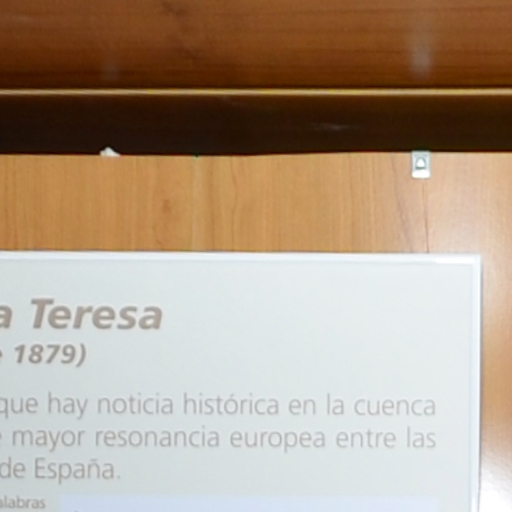 a Teresa
1879)
que hay noticia histórica en la cuenca
mayor resonancia europea entre las
de España.
alabras